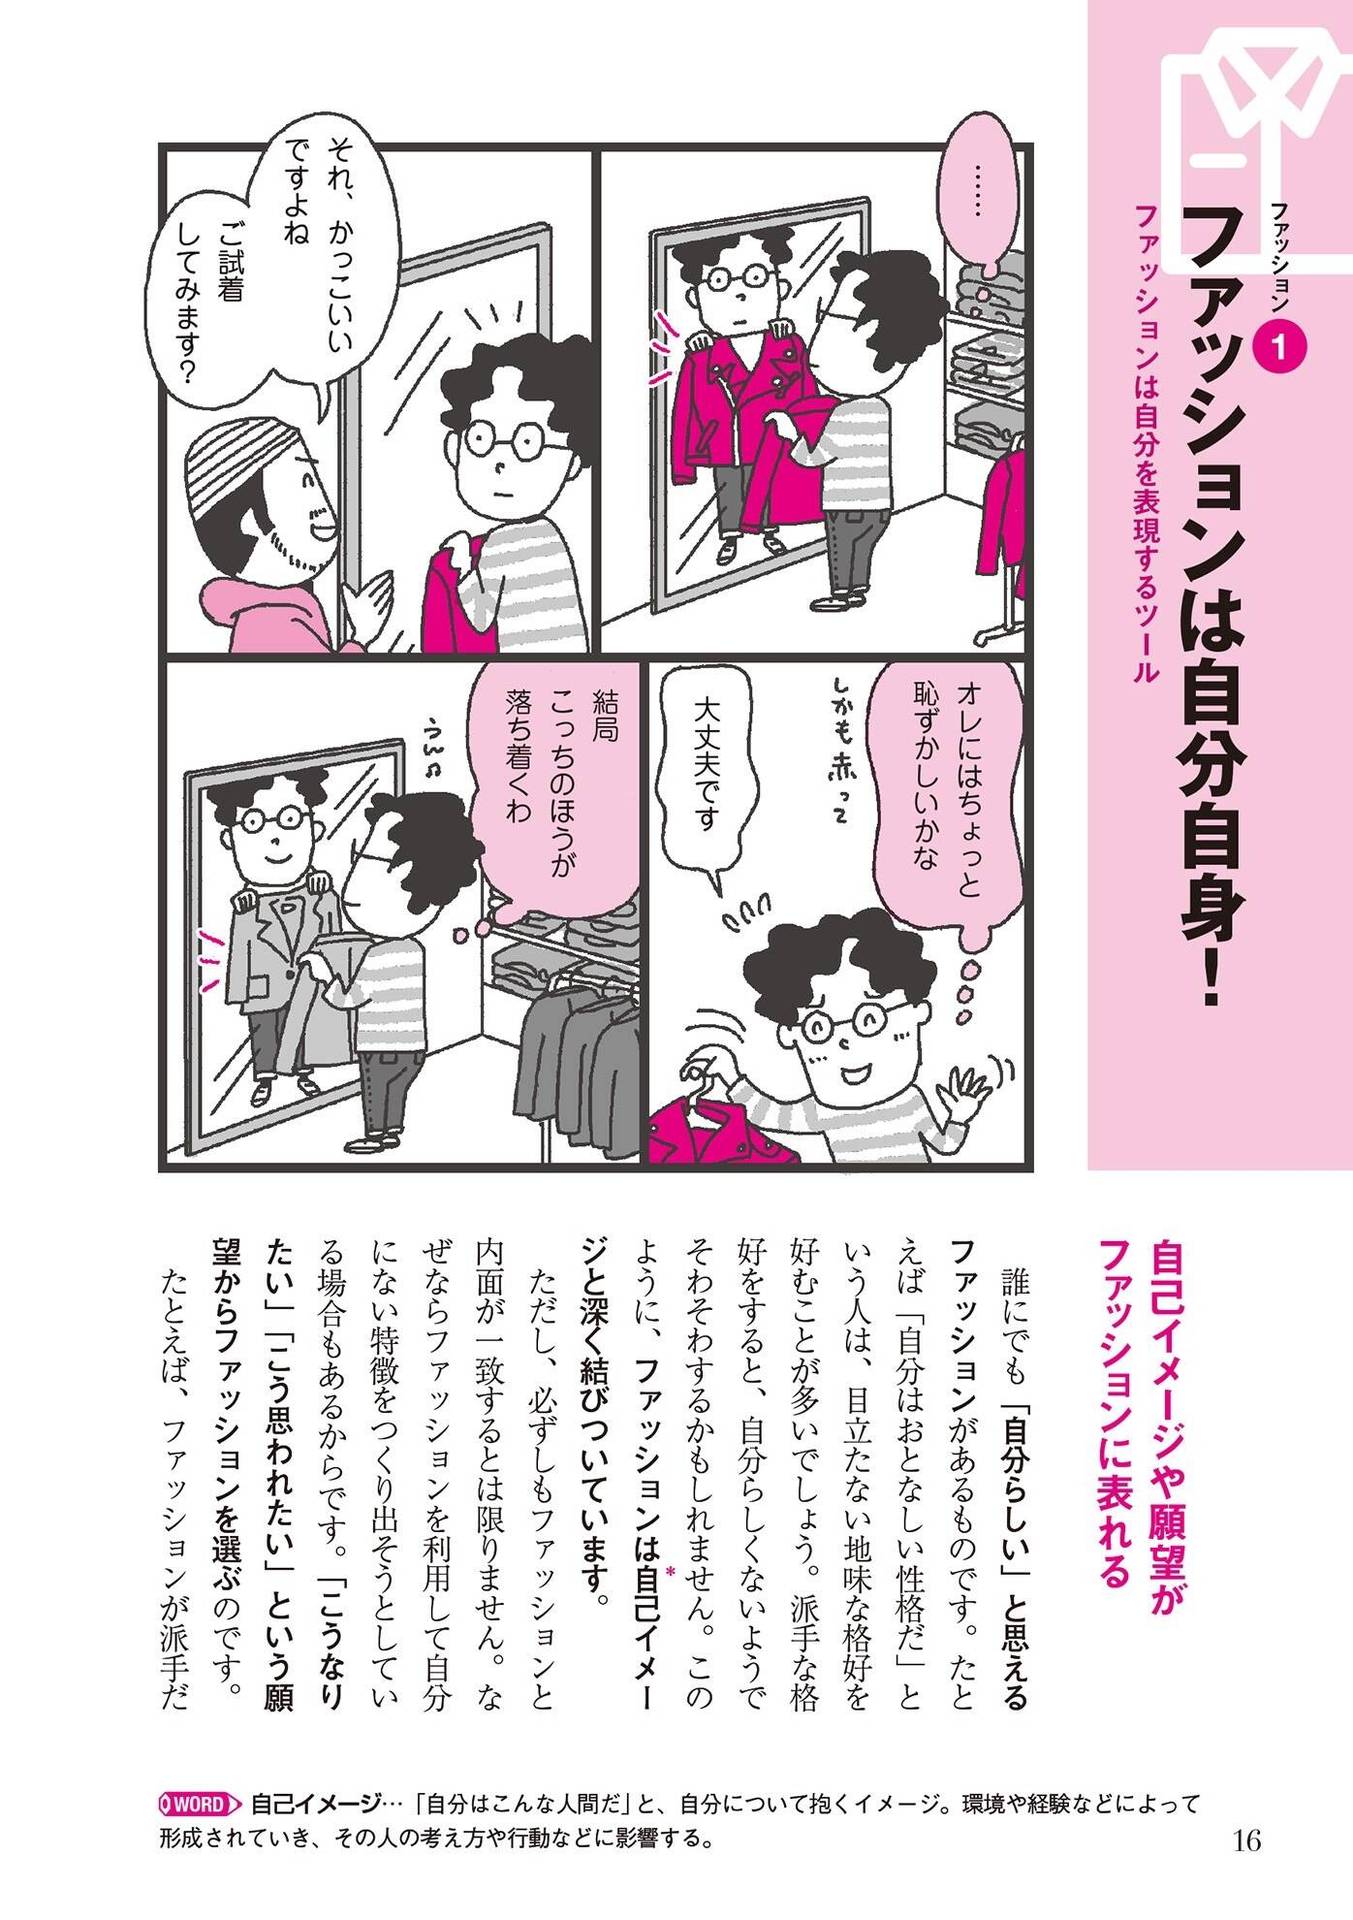 ファッション
1
ファッションは自分自身！
ファッションは自分を表現するツール
……
それ、かっこいい
ですよね
ご試着
してみます？
オレにはちょっと
恥ずかしいかな
しかも赤って
大丈夫です
結局
こっちのほうが
落ち着くわ
うん♫
自己イメージや願望が
ファッションに表れる
誰にでも「自分らしい」と思える
ファッションがあるものです。たと
えば「自分はおとなしい性格だ」と
いう人は、目立たない地味な格好を
好むことが多いでしょう。派手な格
好をすると、自分らしくないようで
そわそわするかもしれません。この
ように、ファッションは自己イメー
*
ジと深く結びついています。
ただし、必ずしもファッションと
内面が一致するとは限りません。な
ぜならファッションを利用して自分
にない特徴をつくり出そうとしてい
る場合もあるからです。「こうなり
たい」「こう思われたい」という願
望からファッションを選ぶのです。
たとえば、ファッションが派手だ
WORD 自己イメージ…「自分はこんな人間だ」と、自分について抱くイメージ。環境や経験などによって
形成されていき、その人の考え方や行動などに影響する。
16